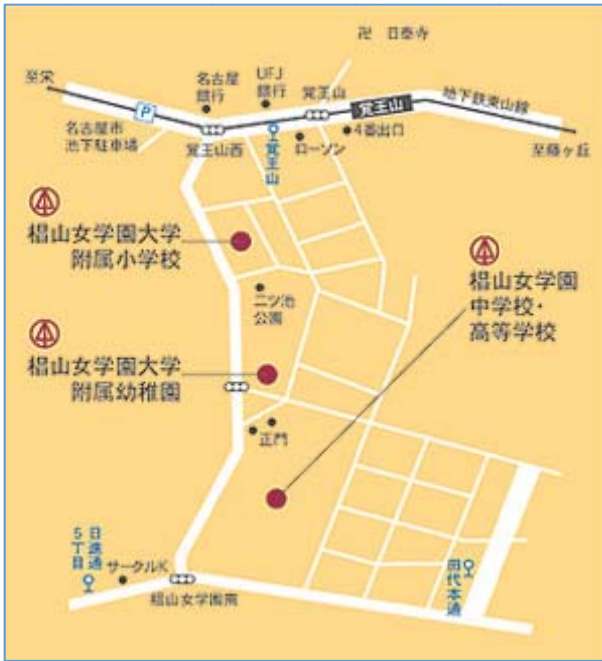 卍 日泰寺
至栄
P
名古屋
銀行
UFJ
銀行
覚王山
覚王山
地下鉄東山線
名古屋市
池下駐車場
覚王山西
覚王山
ローソン
4番出口
至藤ヶ丘
椙山女学園大学
附属小学校
椙山女学園
中学校・
高等学校
二ツ池
公園
椙山女学園大学
附属幼稚園
正門
日進通
5丁目
サークルK
椙山女学園南
田代本通